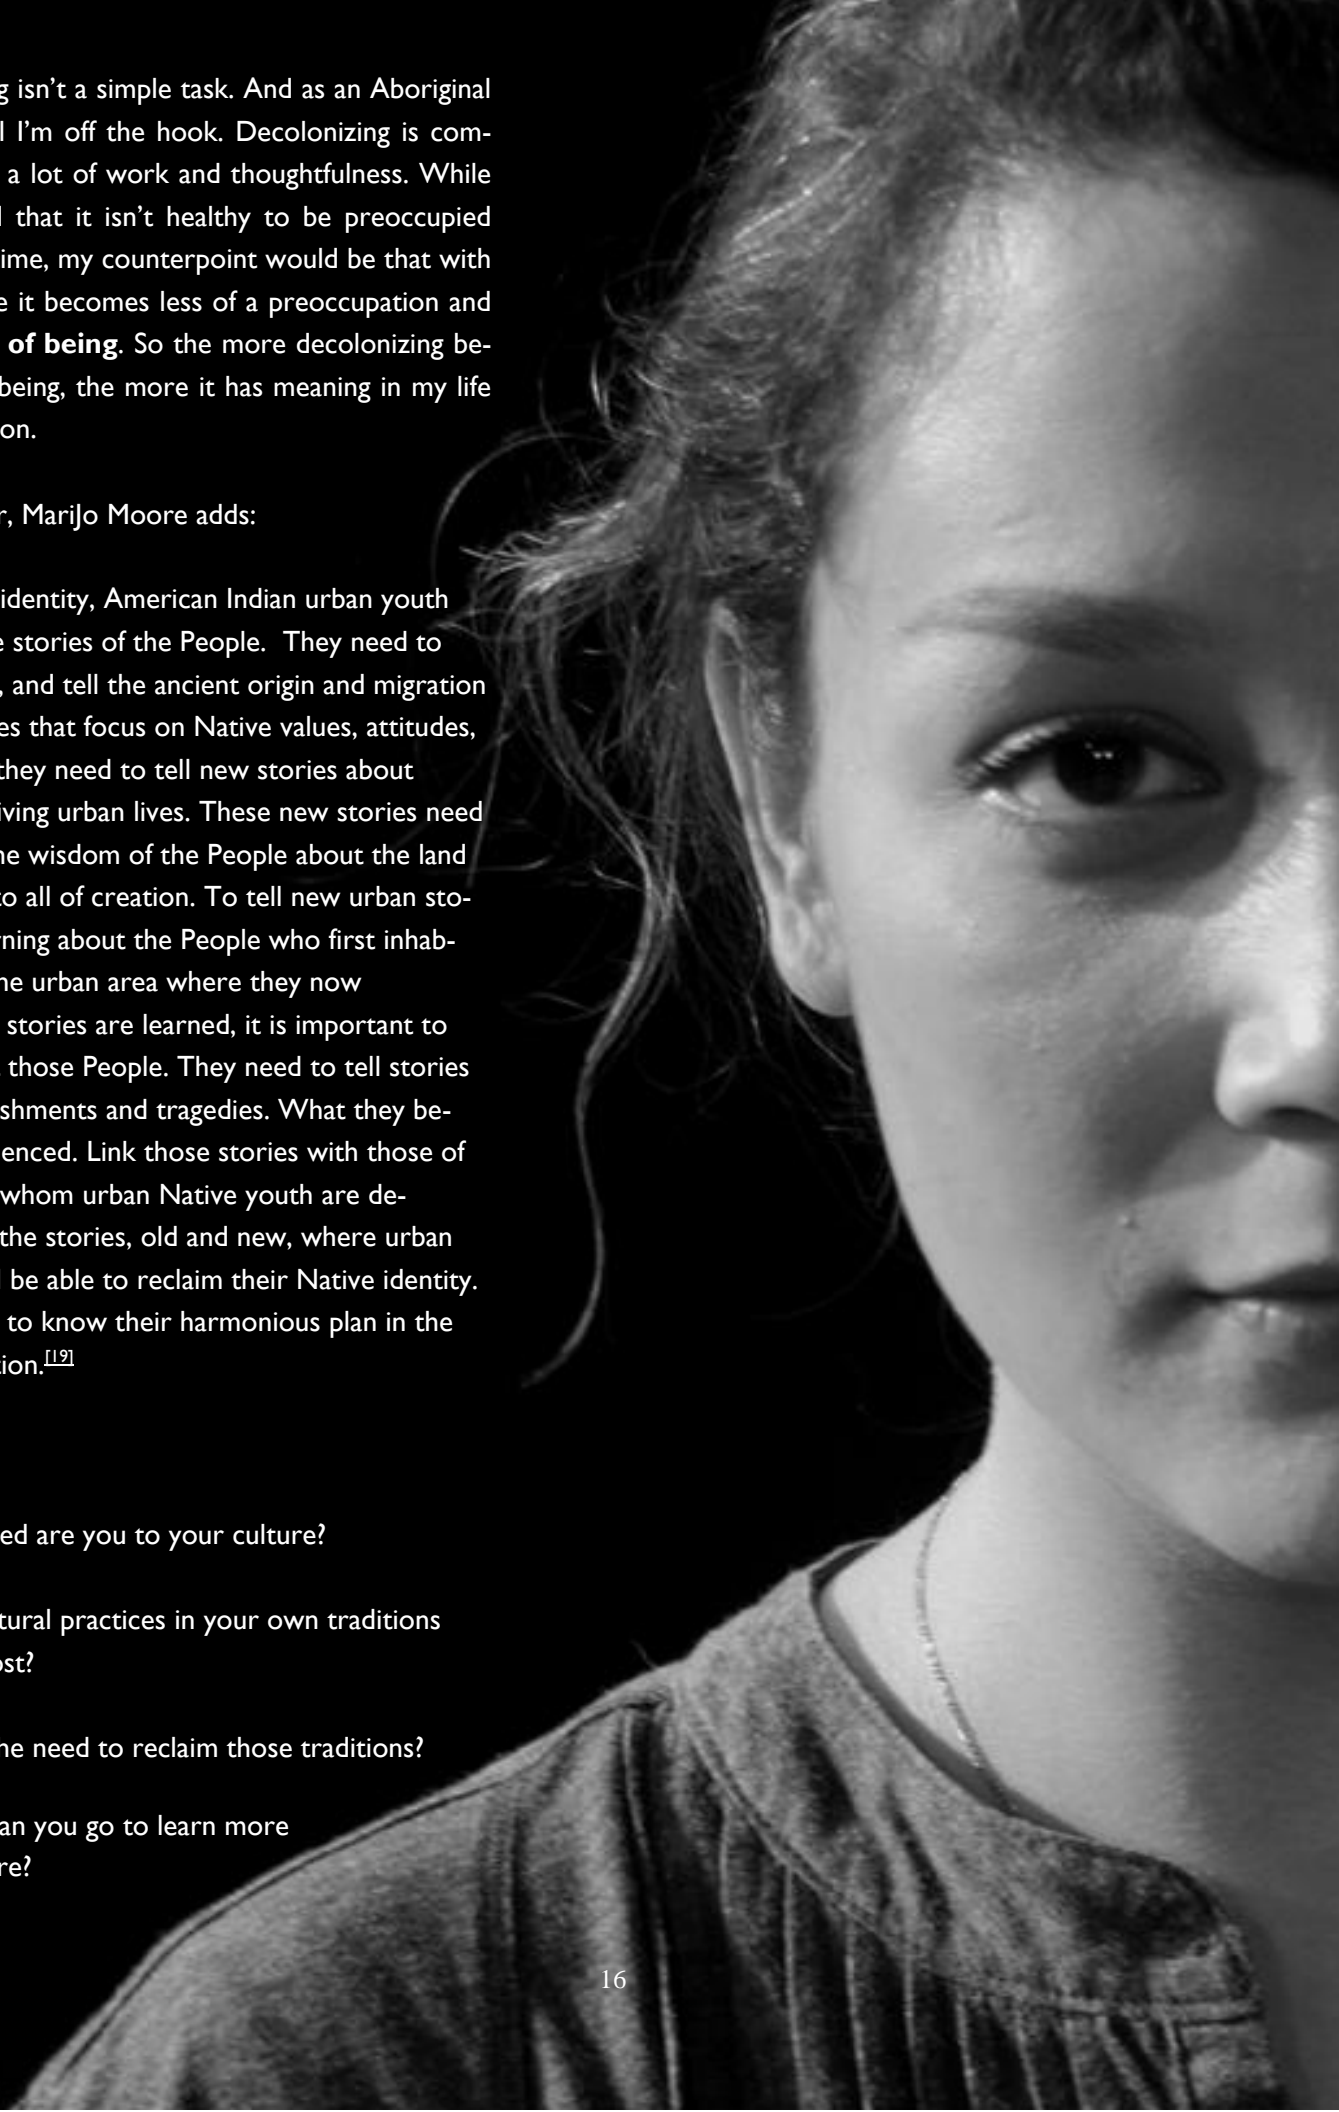 g isn't a simple task. And as an Aboriginal
l I'm off the hook. Decolonizing is com-
a lot of work and thoughtfulness. While
l that it isn't healthy to be preoccupied
ime, my counterpoint would be that with
e it becomes less of a preoccupation and
of being. So the more decolonizing be-
being, the more it has meaning in my life
on.
r, MariJo Moore adds:
identity, American Indian urban youth
e stories of the People.  They need to
, and tell the ancient origin and migration
es that focus on Native values, attitudes,
they need to tell new stories about
iving urban lives. These new stories need
he wisdom of the People about the land
to all of creation. To tell new urban sto-
rning about the People who first inhab-
he urban area where they now
stories are learned, it is important to
those People. They need to tell stories
shments and tragedies. What they be-
enced. Link those stories with those of
whom urban Native youth are de-
the stories, old and new, where urban
l be able to reclaim their Native identity.
to know their harmonious plan in the
tion.[19]
ed are you to your culture?
tural practices in your own traditions
ost?
he need to reclaim those traditions?
an you go to learn more
re?
16